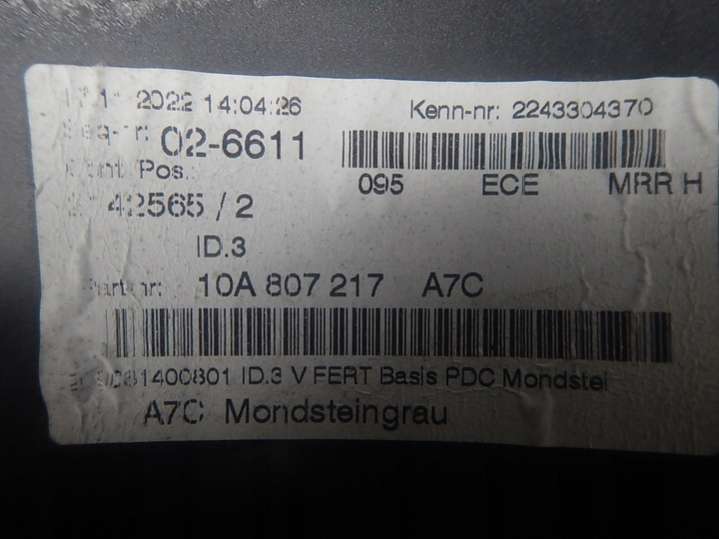 2022 14:04:26
Kenn-nr: 2243304370
02-6611
/Pos.:
42565 / 2
095 ECE MRR H
ID.3
10A 807 217 A7C
081400801 ID.3 V FERT Basis PDC Mondstei
A7C Mondsteingrau